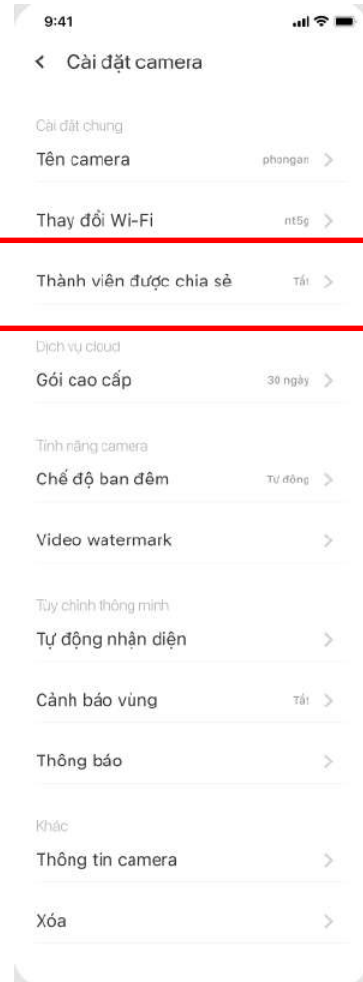 9:41
Cài đặt camera
Cài đặt chung
Tên camera phongan
Thay đổi Wi-Fi nt5g
Thành viên được chia sẻ Tắt
Dịch vụ cloud
Gói cao cấp 30 ngày
Tính năng camera
Chế độ ban đêm Tự động
Video watermark
Tùy chỉnh thông minh
Tự động nhận diện
Cảnh báo vùng Tắt
Thông báo
Khác
Thông tin camera
Xóa